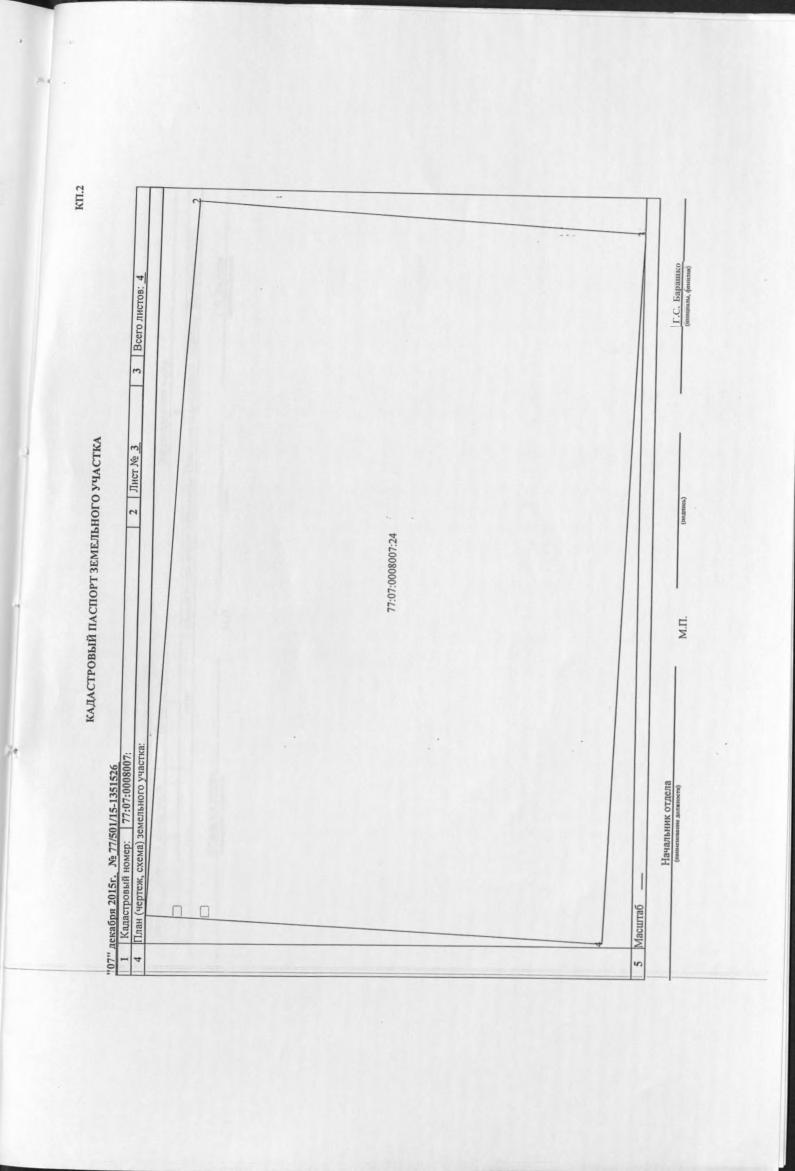 КП.2
КАДАСТРОВЫЙ ПАСПОРТ ЗЕМЕЛЬНОГО УЧАСТКА
"07" декабря 2015г. № 77/501/15-1351526
1 Кадастровый номер: 77:07:0008007: 2 Лист № 3 3 Всего листов: 4
4 План (чертеж, схема) земельного участка:
2
77:07:0008007:24
4
5 Масштаб
Начальник отдела Г.С. Барашко
(наименование должности) М.П. (подпись) (инициалы, фамилия)